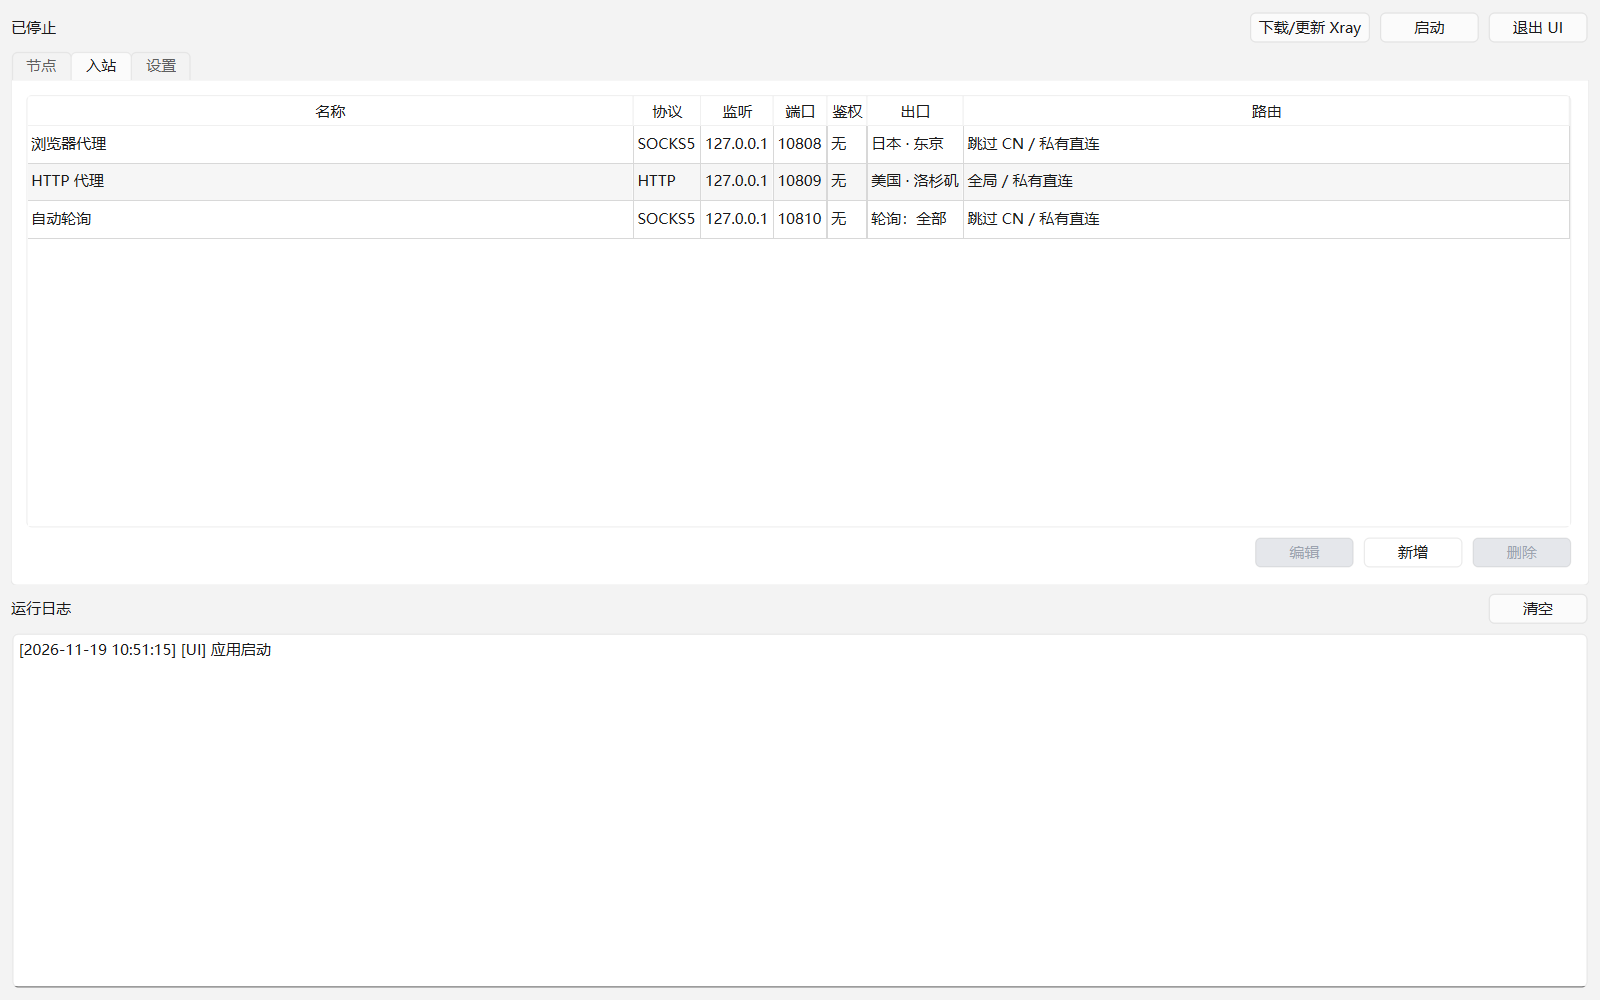 已停止 下载/更新 Xray 启动 退出 UI
节点 入站 设置
名称 协议 监听 端口 鉴权 出口 路由
浏览器代理 SOCKS5 127.0.0.1 10808 无 日本 · 东京 跳过 CN / 私有直连
HTTP 代理 HTTP 127.0.0.1 10809 无 美国 · 洛杉矶 全局 / 私有直连
自动轮询 SOCKS5 127.0.0.1 10810 无 轮询：全部 跳过 CN / 私有直连
编辑 新增 删除
运行日志 清空
[2026-11-19 10:51:15] [UI] 应用启动